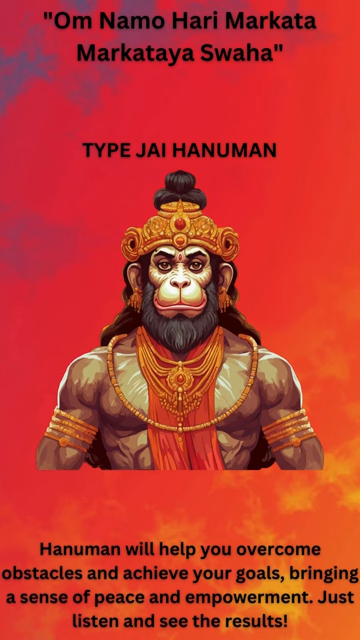 "Om Namo Hari Markata
Markataya Swaha"
TYPE JAI HANUMAN
Hanuman will help you overcome
obstacles and achieve your goals, bringing
a sense of peace and empowerment. Just
listen and see the results!